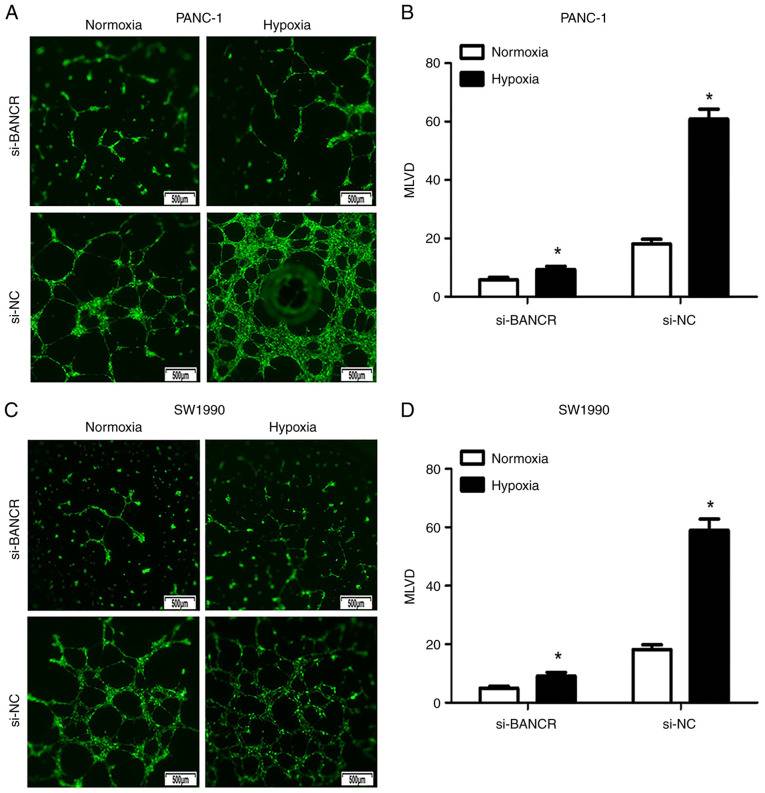 A
PANC-1
Normoxia
Hypoxia
si-BANCR
500µm
500µm
si-NC
500µm
500µm
B
PANC-1
Normoxia
Hypoxia
MLVD
80
60
40
20
0
*
*
si-BANCR
si-NC
C
SW1990
Normoxia
Hypoxia
si-BANCR
500µm
500µm
si-NC
500µm
500µm
D
SW1990
Normoxia
Hypoxia
MLVD
80
60
40
20
0
*
*
si-BANCR
si-NC